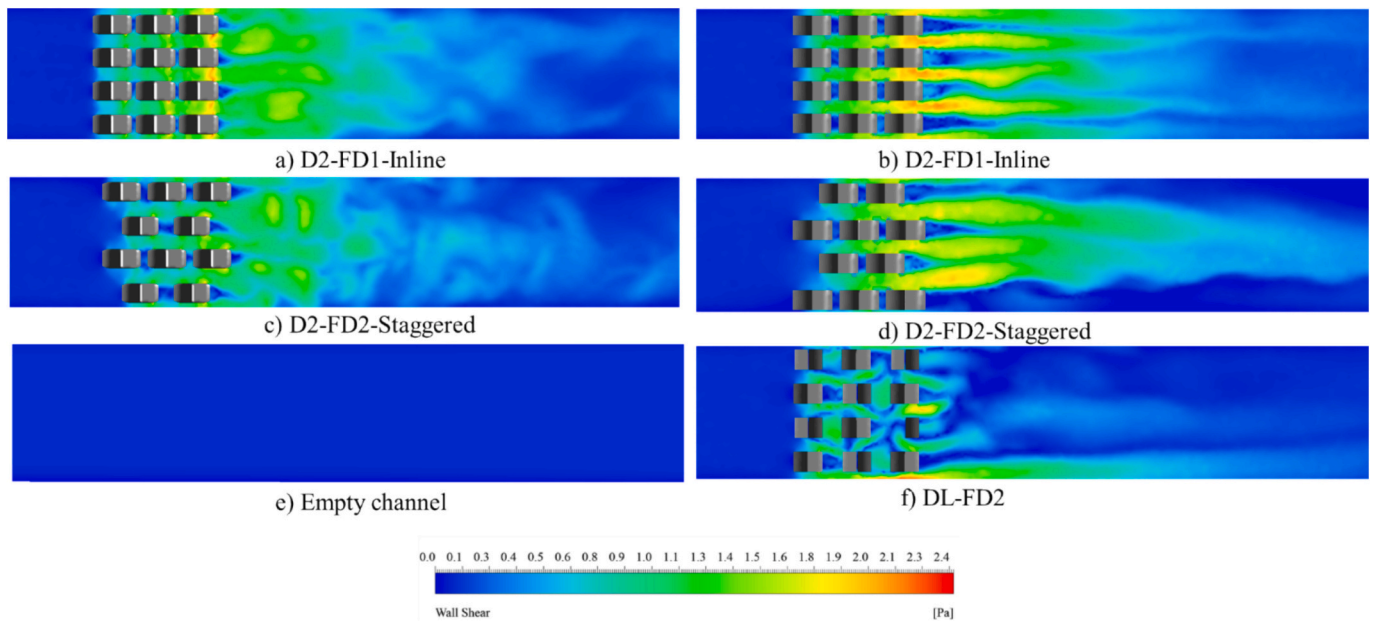 a) D2-FD1-Inline
b) D2-FD1-Inline
c) D2-FD2-Staggered
d) D2-FD2-Staggered
e) Empty channel
f) DL-FD2
0.0 0.1 0.3 0.4 0.6 0.8 0.9 1.0 1.1 1.3 1.4 1.5 1.6 1.8 1.9 2.0 2.1 2.3 2.4
Wall Shear [Pa]